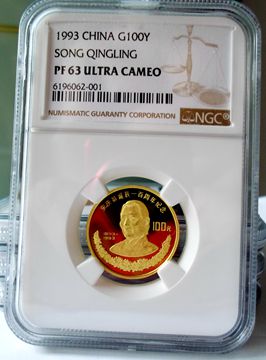 1993 CHINA G100Y
SONG QINGLING
PF 63 ULTRA CAMEO
6196062-001
NUMISMATIC GUARANTY CORPORATION
NGC
100元